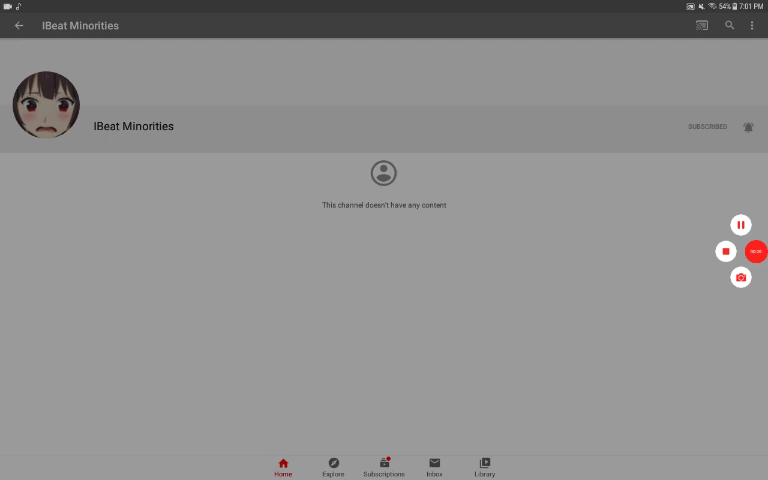 54% 7:01 PM
IBeat Minorities
IBeat Minorities
SUBSCRIBED
This channel doesn't have any content
Home Explore Subscriptions Inbox Library